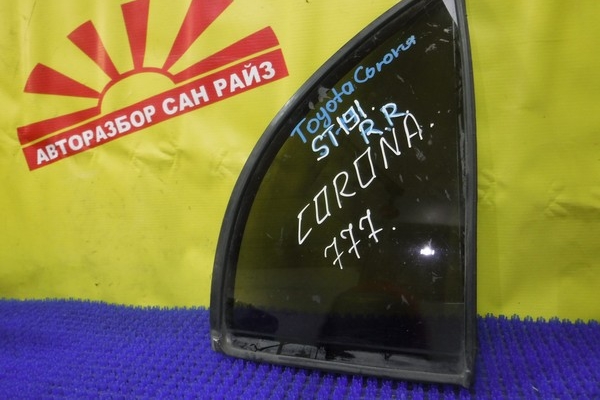 АВТОРАЗБОР САН РАЙЗ
Toyota Corona
ST191.
R.R
CORONA.
777.